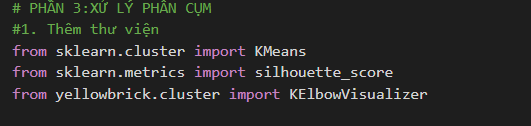 # PHẦN 3:XỬ LÝ PHÂN CỤM
#1. Thêm thư viện
from sklearn.cluster import KMeans
from sklearn.metrics import silhouette_score
from yellowbrick.cluster import KElbowVisualizer